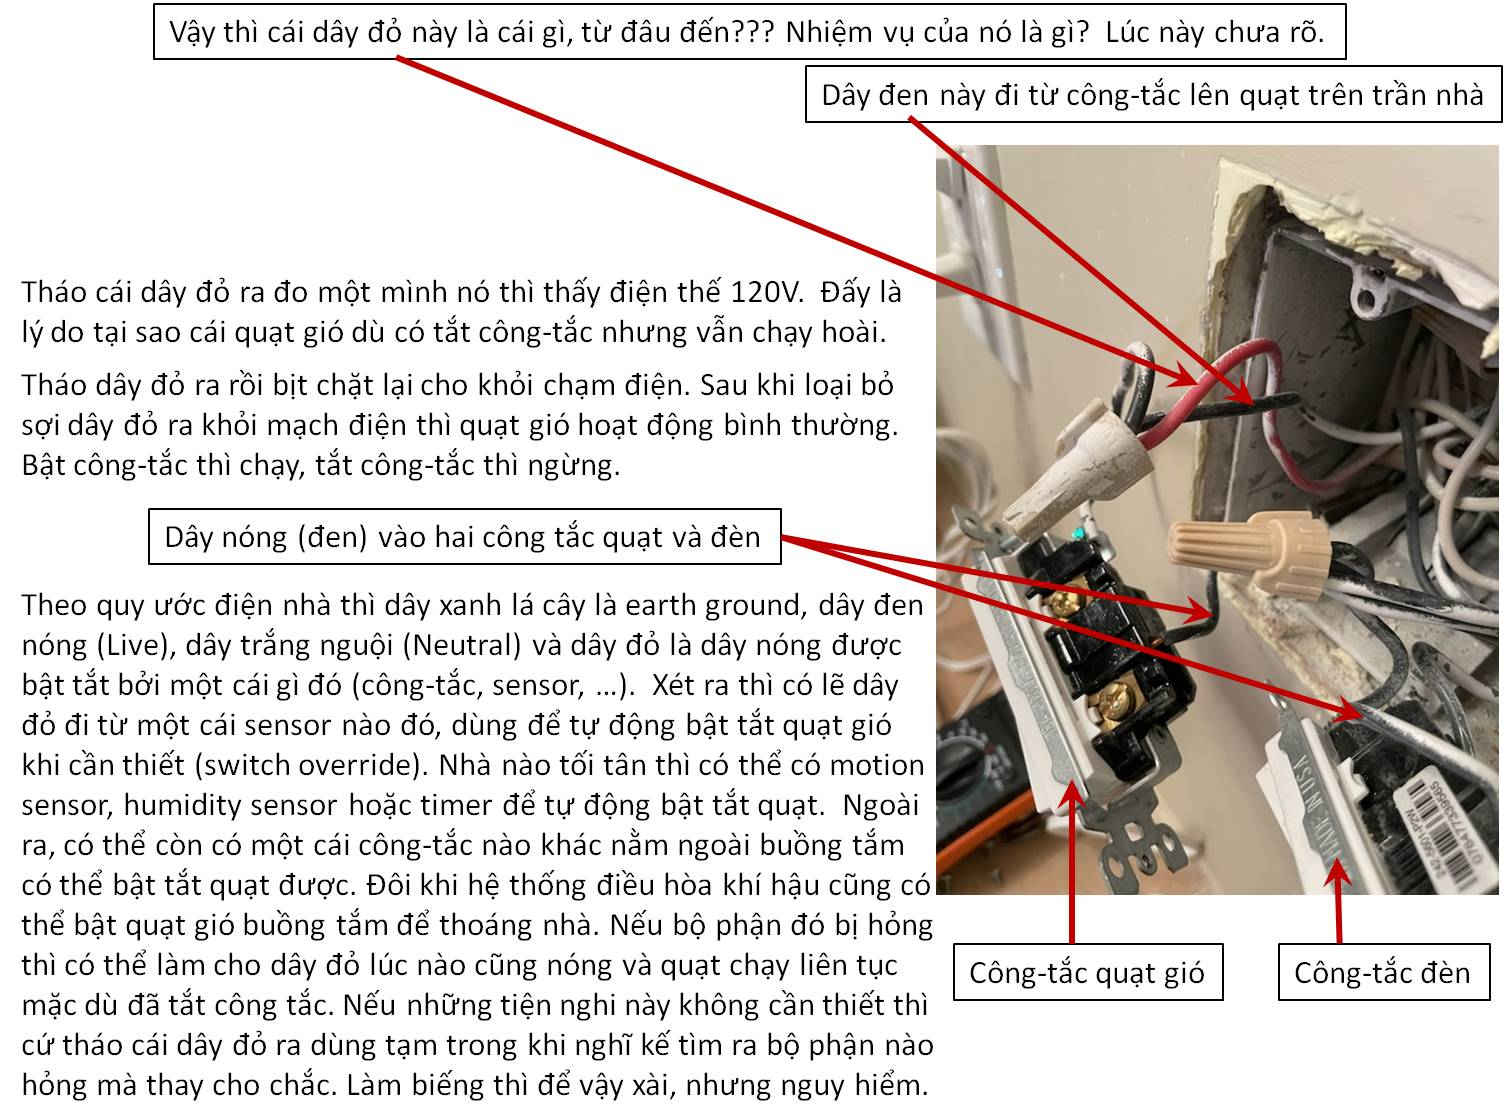 Vậy thì cái dây đỏ này là cái gì, từ đâu đến??? Nhiệm vụ của nó là gì?  Lúc này chưa rõ.
Dây đen này đi từ công-tắc lên quạt trên trần nhà
Tháo cái dây đỏ ra đo một mình nó thì thấy điện thế 120V.  Đấy là
lý do tại sao cái quạt gió dù có tắt công-tắc nhưng vẫn chạy hoài.
Tháo dây đỏ ra rồi bịt chặt lại cho khỏi chạm điện. Sau khi loại bỏ
sợi dây đỏ ra khỏi mạch điện thì quạt gió hoạt động bình thường.
Bật công-tắc thì chạy, tắt công-tắc thì ngừng.
Dây nóng (đen) vào hai công tắc quạt và đèn
Theo quy ước điện nhà thì dây xanh lá cây là earth ground, dây đen
nóng (Live), dây trắng nguội (Neutral) và dây đỏ là dây nóng được
bật tắt bởi một cái gì đó (công-tắc, sensor, …).  Xét ra thì có lẽ dây
đỏ đi từ một cái sensor nào đó, dùng để tự động bật tắt quạt gió
khi cần thiết (switch override). Nhà nào tối tân thì có thể có motion
sensor, humidity sensor hoặc timer để tự động bật tắt quạt.  Ngoài
ra, có thể còn có một cái công-tắc nào khác nằm ngoài buồng tắm
có thể bật tắt quạt được. Đôi khi hệ thống điều hòa khí hậu cũng có
thể bật quạt gió buồng tắm để thoáng nhà. Nếu bộ phận đó bị hỏng
thì có thể làm cho dây đỏ lúc nào cũng nóng và quạt chạy liên tục
mặc dù đã tắt công tắc. Nếu những tiện nghi này không cần thiết thì
cứ tháo cái dây đỏ ra dùng tạm trong khi nghĩ kế tìm ra bộ phận nào
hỏng mà thay cho chắc. Làm biếng thì để vậy xài, nhưng nguy hiểm.
MADE IN USA
Công-tắc quạt gió
Công-tắc đèn